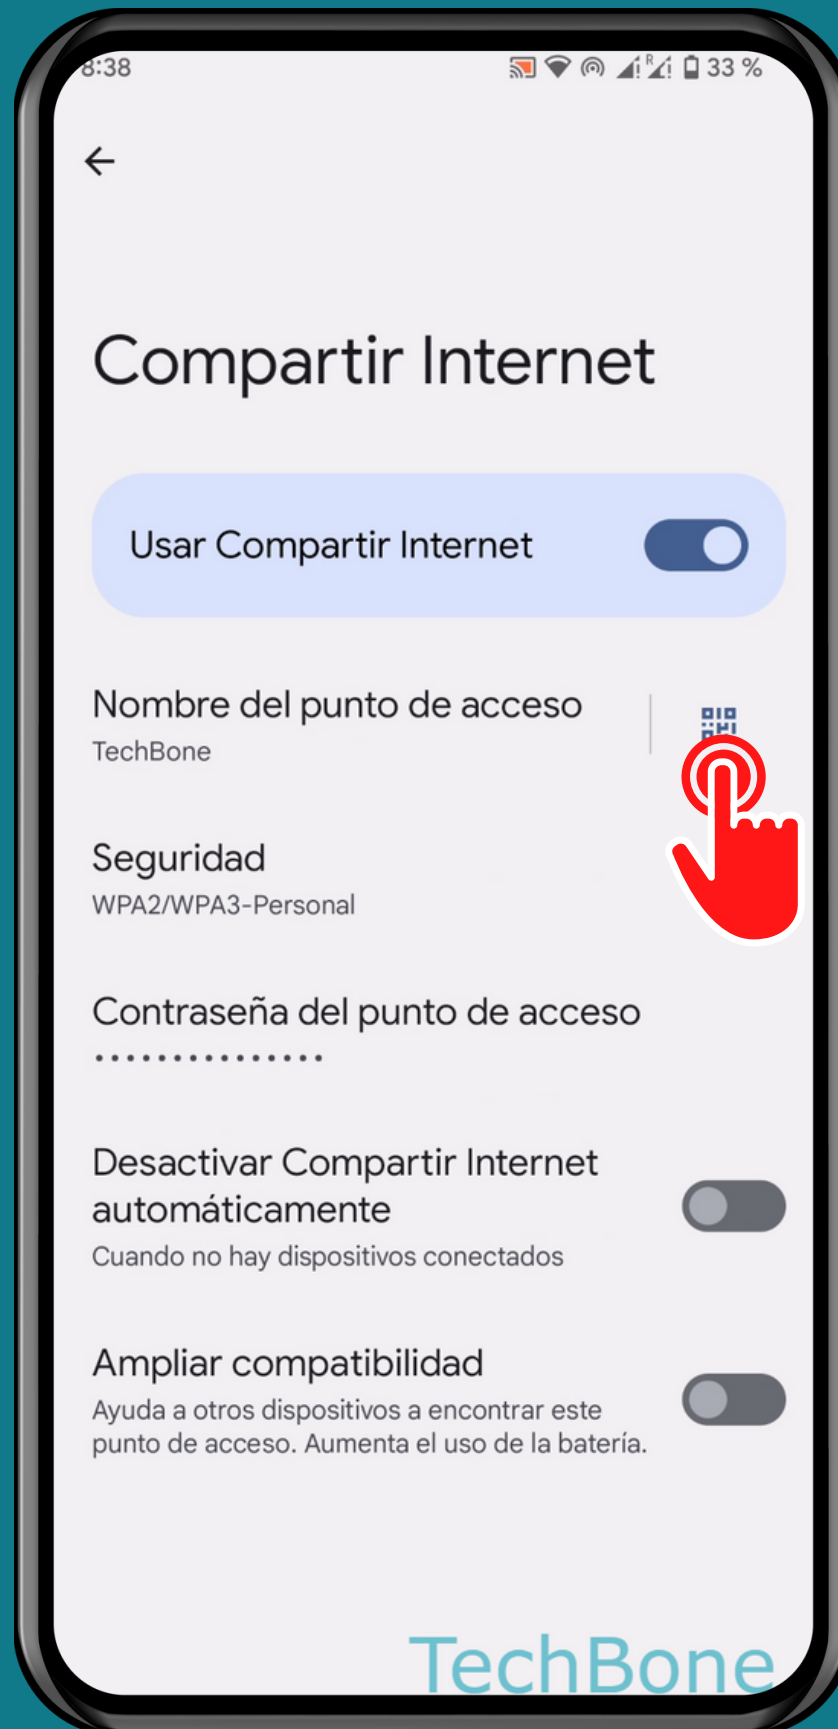 8:38
R
33 %
Compartir Internet
Usar Compartir Internet
Nombre del punto de acceso
TechBone
Seguridad
WPA2/WPA3-Personal
Contraseña del punto de acceso
•••••••••••••••
Desactivar Compartir Internet
automáticamente
Cuando no hay dispositivos conectados
Ampliar compatibilidad
Ayuda a otros dispositivos a encontrar este
punto de acceso. Aumenta el uso de la batería.
TechBone